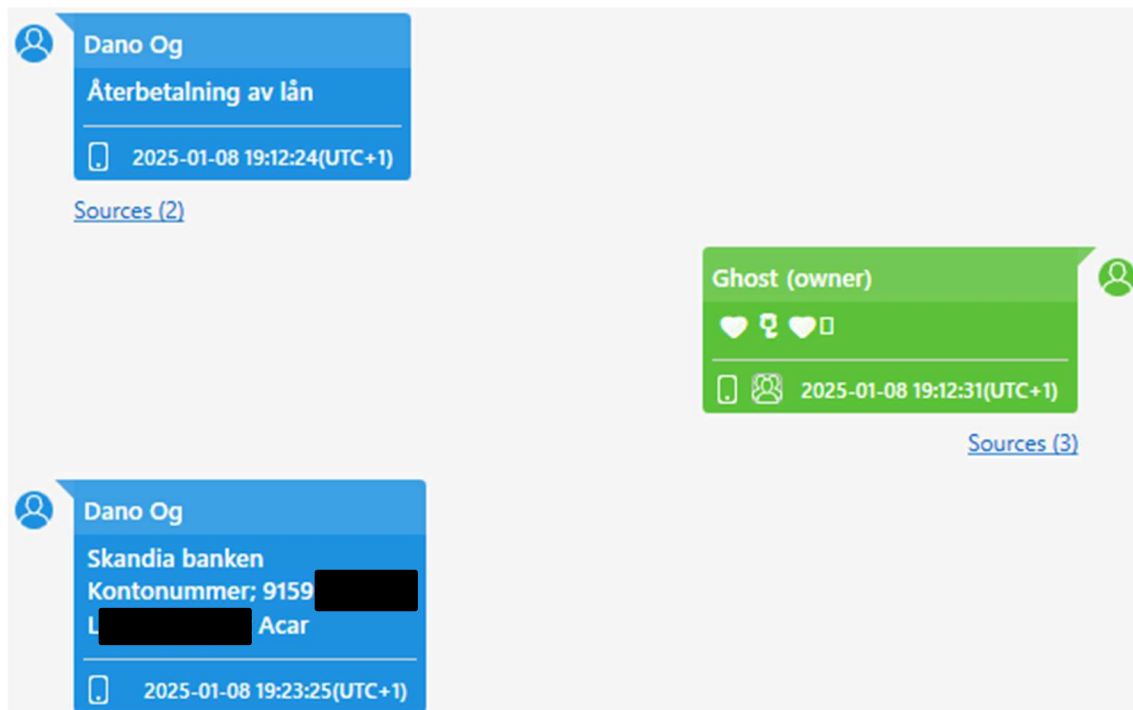 Dano Og
Återbetalning av lån
2025-01-08 19:12:24(UTC+1)
Sources (2)
Ghost (owner)
2025-01-08 19:12:31(UTC+1)
Sources (3)
Dano Og
Skandia banken
Kontonummer; 9159
L Acar
2025-01-08 19:23:25(UTC+1)